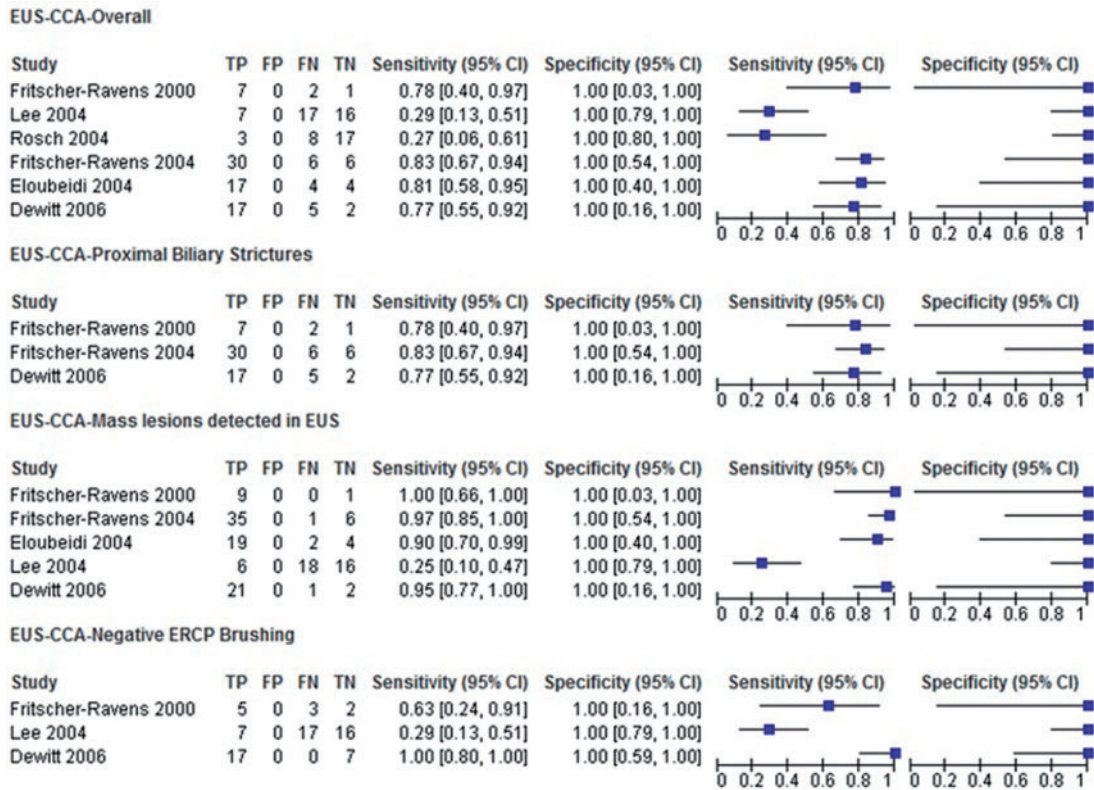 EUS-CCA-Overall
Study TP FP FN TN Sensitivity (95% CI) Specificity (95% CI) Sensitivity (95% CI) Specificity (95% CI)
Fritscher-Ravens 2000 7 0 2 1 0.78 [0.40, 0.97] 1.00 [0.03, 1.00]
Lee 2004 7 0 17 16 0.29 [0.13, 0.51] 1.00 [0.79, 1.00]
Rosch 2004 3 0 8 17 0.27 [0.06, 0.61] 1.00 [0.80, 1.00]
Fritscher-Ravens 2004 30 0 6 6 0.83 [0.67, 0.94] 1.00 [0.54, 1.00]
Eloubeidi 2004 17 0 4 4 0.81 [0.58, 0.95] 1.00 [0.40, 1.00]
Dewitt 2006 17 0 5 2 0.77 [0.55, 0.92] 1.00 [0.16, 1.00]
0 0.2 0.4 0.6 0.8 1 0 0.2 0.4 0.6 0.8 1
EUS-CCA-Proximal Biliary Strictures
Study TP FP FN TN Sensitivity (95% CI) Specificity (95% CI) Sensitivity (95% CI) Specificity (95% CI)
Fritscher-Ravens 2000 7 0 2 1 0.78 [0.40, 0.97] 1.00 [0.03, 1.00]
Fritscher-Ravens 2004 30 0 6 6 0.83 [0.67, 0.94] 1.00 [0.54, 1.00]
Dewitt 2006 17 0 5 2 0.77 [0.55, 0.92] 1.00 [0.16, 1.00]
0 0.2 0.4 0.6 0.8 1 0 0.2 0.4 0.6 0.8 1
EUS-CCA-Mass lesions detected in EUS
Study TP FP FN TN Sensitivity (95% CI) Specificity (95% CI) Sensitivity (95% CI) Specificity (95% CI)
Fritscher-Ravens 2000 9 0 0 1 1.00 [0.66, 1.00] 1.00 [0.03, 1.00]
Fritscher-Ravens 2004 35 0 1 6 0.97 [0.85, 1.00] 1.00 [0.54, 1.00]
Eloubeidi 2004 19 0 2 4 0.90 [0.70, 0.99] 1.00 [0.40, 1.00]
Lee 2004 6 0 18 16 0.25 [0.10, 0.47] 1.00 [0.79, 1.00]
Dewitt 2006 21 0 1 2 0.95 [0.77, 1.00] 1.00 [0.16, 1.00]
0 0.2 0.4 0.6 0.8 1 0 0.2 0.4 0.6 0.8 1
EUS-CCA-Negative ERCP Brushing
Study TP FP FN TN Sensitivity (95% CI) Specificity (95% CI) Sensitivity (95% CI) Specificity (95% CI)
Fritscher-Ravens 2000 5 0 3 2 0.63 [0.24, 0.91] 1.00 [0.16, 1.00]
Lee 2004 7 0 17 16 0.29 [0.13, 0.51] 1.00 [0.79, 1.00]
Dewitt 2006 17 0 0 7 1.00 [0.80, 1.00] 1.00 [0.59, 1.00]
0 0.2 0.4 0.6 0.8 1 0 0.2 0.4 0.6 0.8 1